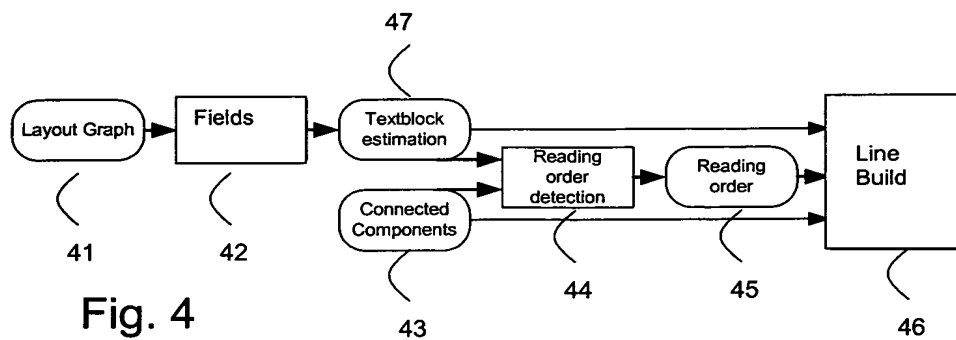 47
Layout Graph
Fields
Textblock
estimation
Reading
order
detection
Reading
order
Line
Build
Connected
Components
41
42
43
44
45
46
Fig. 4